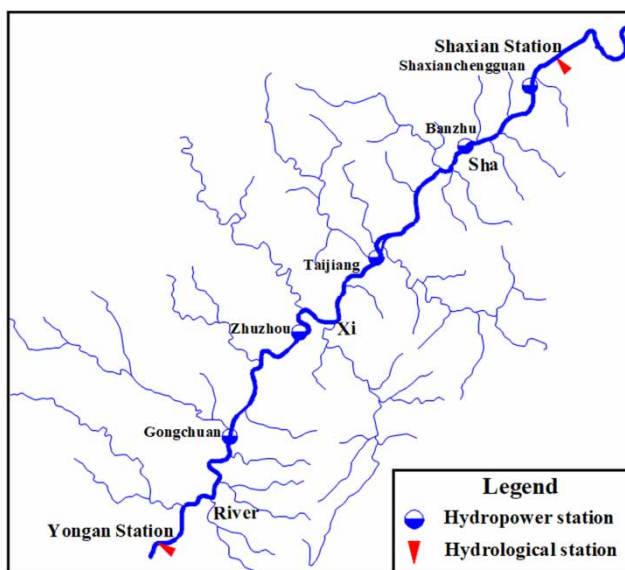 Shaxian Station
Shaxianchengguan
Banzhu
Sha
Taijiang
Zhuzhou
Xi
Gongchuan
River
Yongan Station
Legend
Hydropower station
Hydrological station